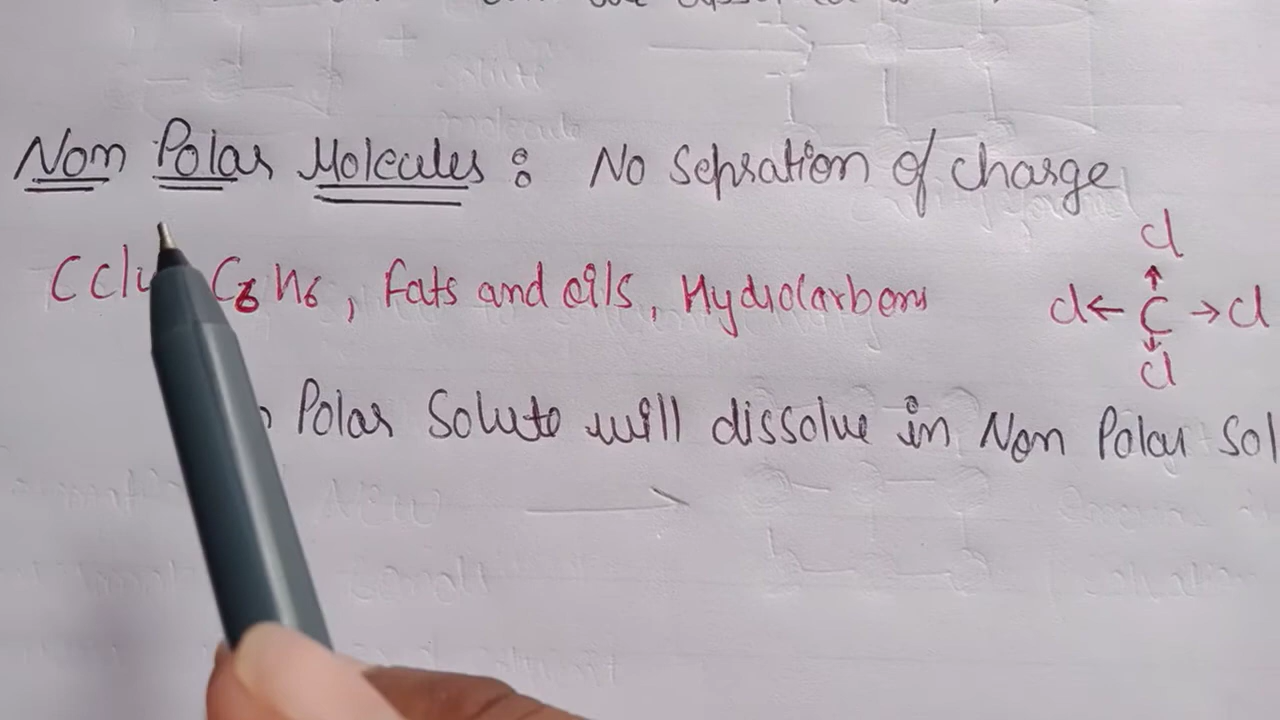 Non Polar Molecules : No Sepration of charge
CCl4 C6H6, Fats and oils, Hydrocarbons
Cl
Cl ← C → Cl
Cl
Polar Solute will dissolve in Non Polar Sol